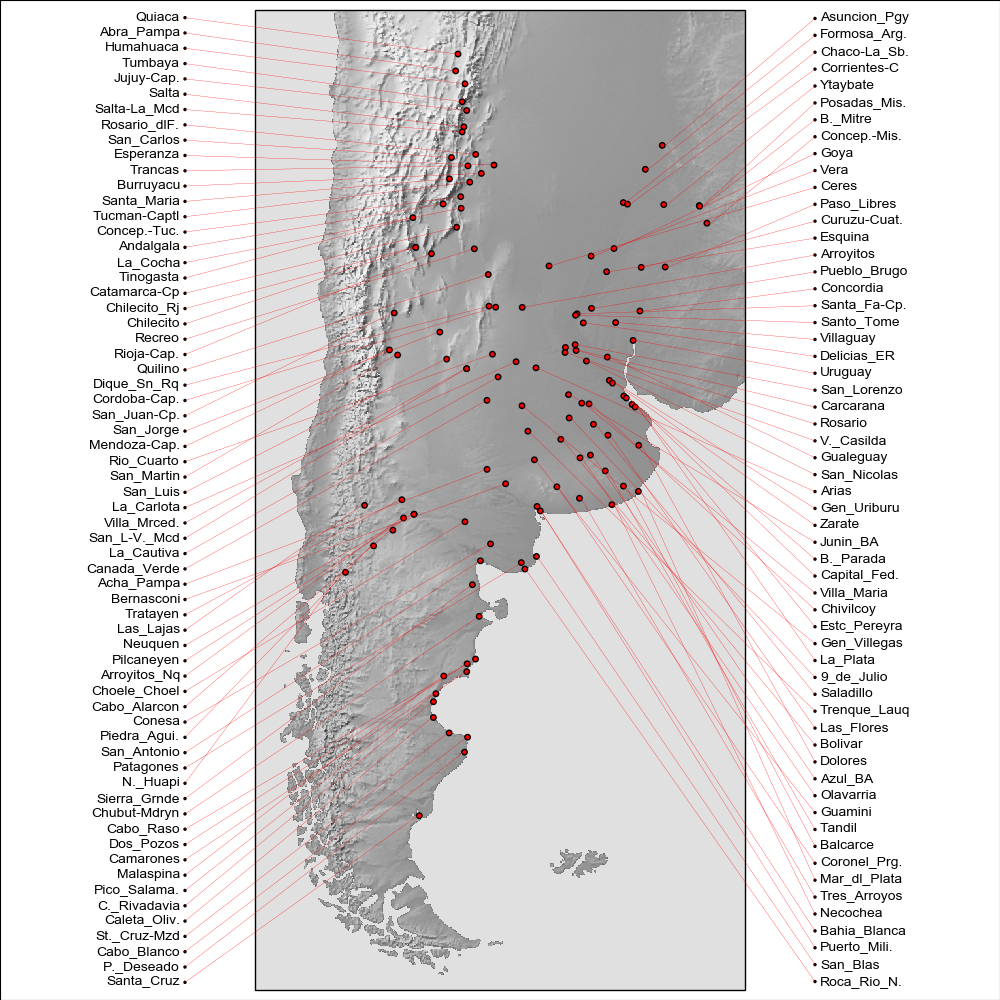 Quiaca
Abra_Pampa
Humahuaca
Tumbaya
Jujuy-Cap.
Salta
Salta-La_Mcd
Rosario_dlF.
San_Carlos
Esperanza
Trancas
Burruyacu
Santa_Maria
Tucman-Captl
Concep.-Tuc.
Andalgala
La_Cocha
Tinogasta
Catamarca-Cp
Chilecito_Rj
Chilecito
Recreo
Rioja-Cap.
Quilino
Dique_Sn_Rq
Cordoba-Cap.
San_Juan-Cp.
San_Jorge
Mendoza-Cap.
Rio_Cuarto
San_Martin
San_Luis
La_Carlota
Villa_Mrced.
San_L-V._Mcd
La_Cautiva
Canada_Verde
Acha_Pampa
Bernasconi
Tratayen
Las_Lajas
Neuquen
Pilcaneyen
Arroyitos_Nq
Choele_Choel
Cabo_Alarcon
Conesa
Piedra_Agui.
San_Antonio
Patagones
N._Huapi
Sierra_Grnde
Chubut-Mdryn
Cabo_Raso
Dos_Pozos
Camarones
Malaspina
Pico_Salama.
C._Rivadavia
Caleta_Oliv.
St._Cruz-Mzd
Cabo_Blanco
P._Deseado
Santa_Cruz
Asuncion_Pgy
Formosa_Arg.
Chaco-La_Sb.
Corrientes-C
Ytaybate
Posadas_Mis.
B._Mitre
Concep.-Mis.
Goya
Vera
Ceres
Paso_Libres
Curuzu-Cuat.
Esquina
Arroyitos
Pueblo_Brugo
Concordia
Santa_Fa-Cp.
Santo_Tome
Villaguay
Delicias_ER
Uruguay
San_Lorenzo
Carcarana
Rosario
V._Casilda
Gualeguay
San_Nicolas
Arias
Gen_Uriburu
Zarate
Junin_BA
B._Parada
Capital_Fed.
Villa_Maria
Chivilcoy
Estc_Pereyra
Gen_Villegas
La_Plata
9_de_Julio
Saladillo
Trenque_Lauq
Las_Flores
Bolivar
Dolores
Azul_BA
Olavarria
Guamini
Tandil
Balcarce
Coronel_Prg.
Mar_dl_Plata
Tres_Arroyos
Necochea
Bahia_Blanca
Puerto_Mili.
San_Blas
Roca_Rio_N.